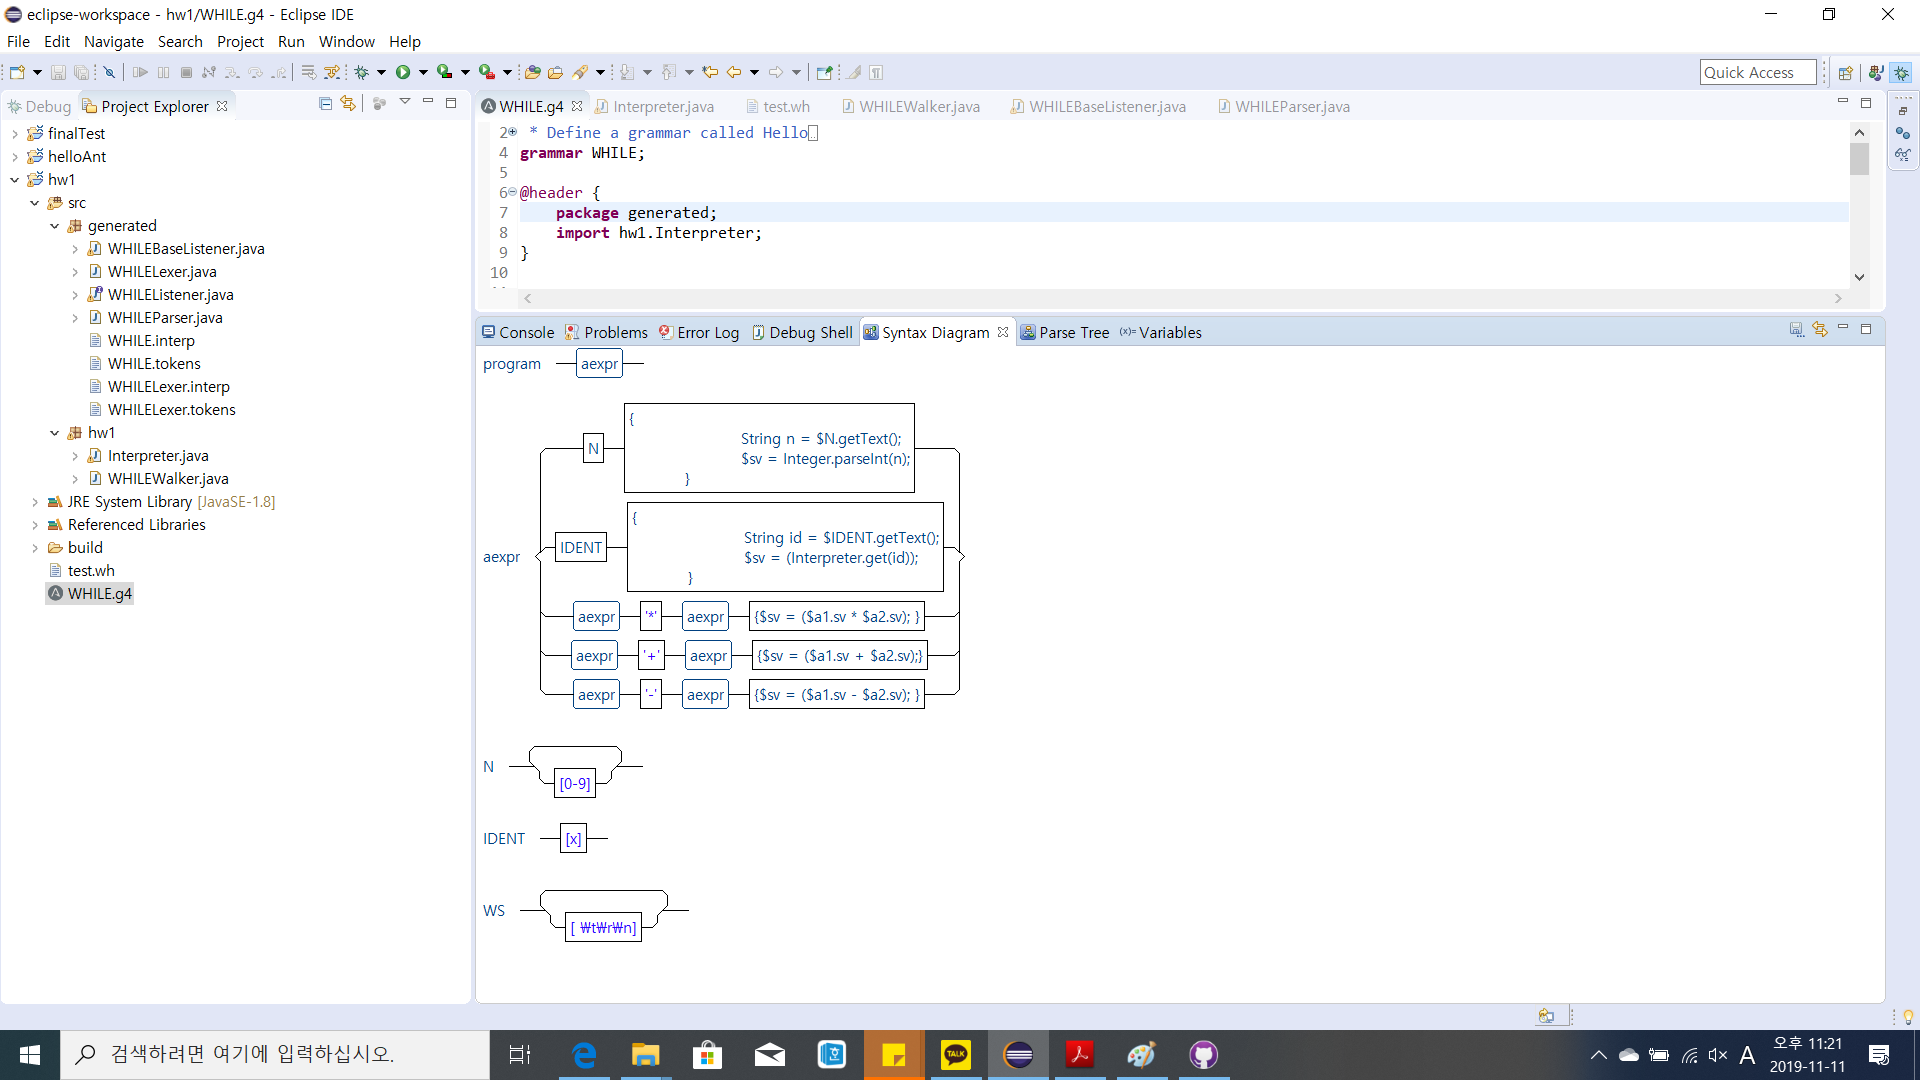 eclipse-workspace - hw1/WHILE.g4 - Eclipse IDE
File Edit Navigate Search Project Run Window Help
Quick Access
Debug Project Explorer
WHILE.g4 Interpreter.java test.wh WHILEWalker.java WHILEBaseListener.java WHILEParser.java
finalTest
helloAnt
hw1
src
generated
WHILEBaseListener.java
WHILELexer.java
WHILEListener.java
WHILEParser.java
WHILE.interp
WHILE.tokens
WHILELexer.interp
WHILELexer.tokens
hw1
Interpreter.java
WHILEWalker.java
JRE System Library [JavaSE-1.8]
Referenced Libraries
build
test.wh
WHILE.g4
2 * Define a grammar called Hello
4 grammar WHILE;
5
6 @header {
7 package generated;
8 import hw1.Interpreter;
9 }
10
Console Problems Error Log Debug Shell Syntax Diagram Parse Tree (x)= Variables
program aexpr
aexpr
N
{
String n = $N.getText();
$sv = Integer.parseInt(n);
}
IDENT
{
String id = $IDENT.getText();
$sv = (Interpreter.get(id));
}
aexpr '*' aexpr {$sv = ($a1.sv * $a2.sv); }
aexpr '+' aexpr {$sv = ($a1.sv + $a2.sv);}
aexpr '-' aexpr {$sv = ($a1.sv - $a2.sv); }
N [0-9]
IDENT [x]
WS [ ₩t₩r₩n]
검색하려면 여기에 입력하십시오.
TALK
A
오후 11:21
2019-11-11